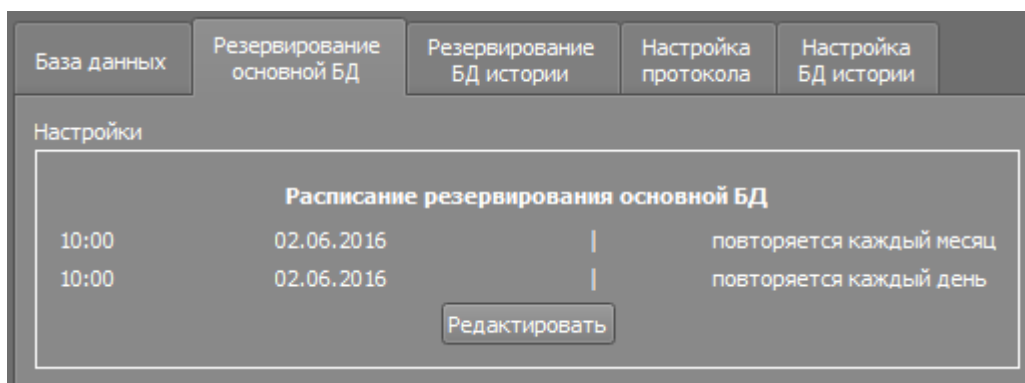 База данных
Резервирование
основной БД
Резервирование
БД истории
Настройка
протокола
Настройка
БД истории
Настройки
Расписание резервирования основной БД
10:00 02.06.2016 | повторяется каждый месяц
10:00 02.06.2016 | повторяется каждый день
Редактировать